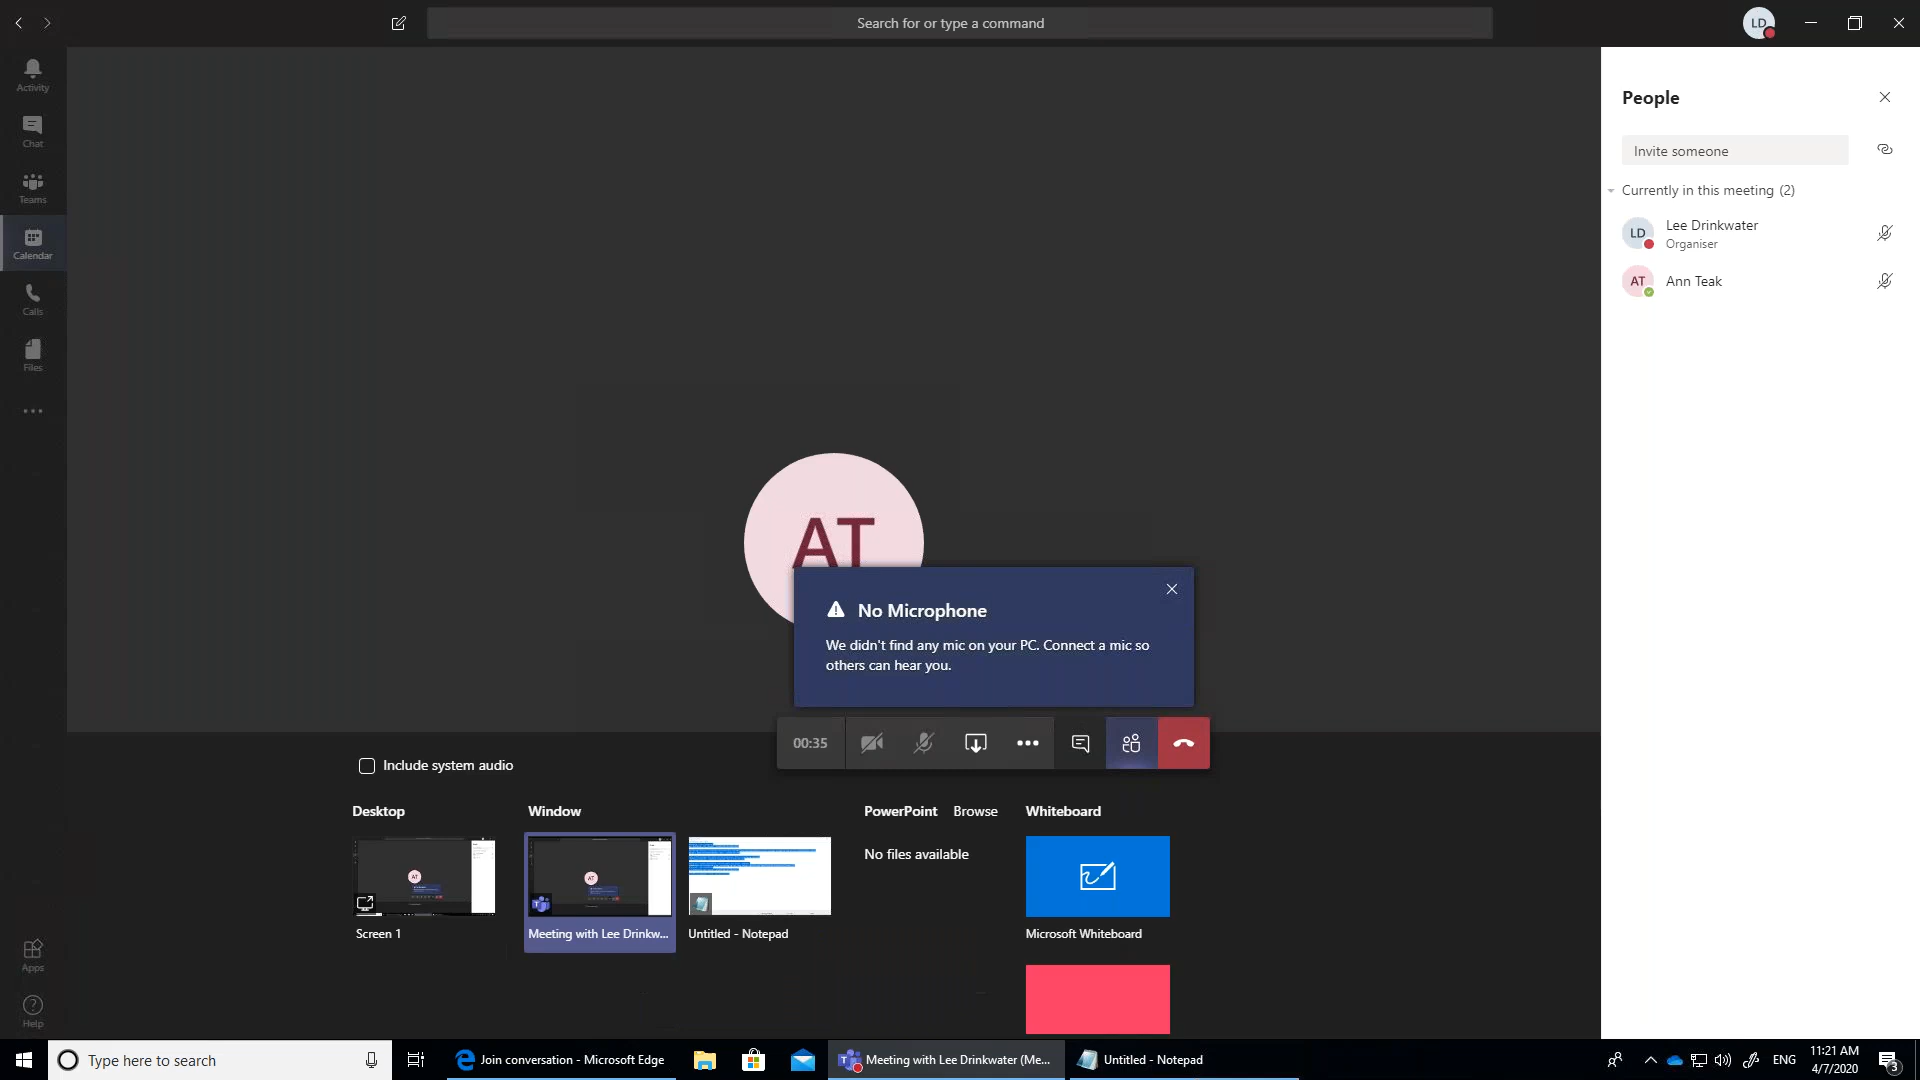 Search for or type a command
LD
Activity
Chat
Teams
Calendar
Calls
Files
Apps
Help
People
Invite someone
Currently in this meeting (2)
LD
Lee Drinkwater
Organiser
AT
Ann Teak
AT
No Microphone
We didn't find any mic on your PC. Connect a mic so
others can hear you.
00:35
Include system audio
Desktop
Window
PowerPoint
Browse
Whiteboard
No files available
AT
AT
Screen 1
Meeting with Lee Drinkw...
Untitled - Notepad
Microsoft Whiteboard
Type here to search
Join conversation - Microsoft Edge
Meeting with Lee Drinkwater (Me...
Untitled - Notepad
ENG
11:21 AM
4/7/2020
3